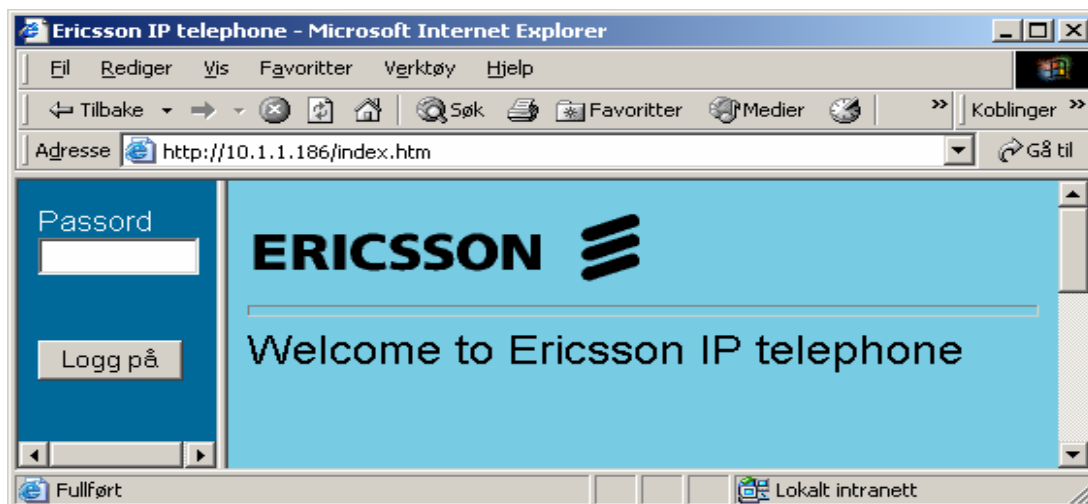 Ericsson IP telephone - Microsoft Internet Explorer
Fil Rediger Vis Favoritter Verktøy Hjelp
Tilbake Søk Favoritter Medier » Koblinger »
Adresse http://10.1.1.186/index.htm Gå til
Passord
ERICSSON
Welcome to Ericsson IP telephone
Logg på
Fullført Lokalt intranett